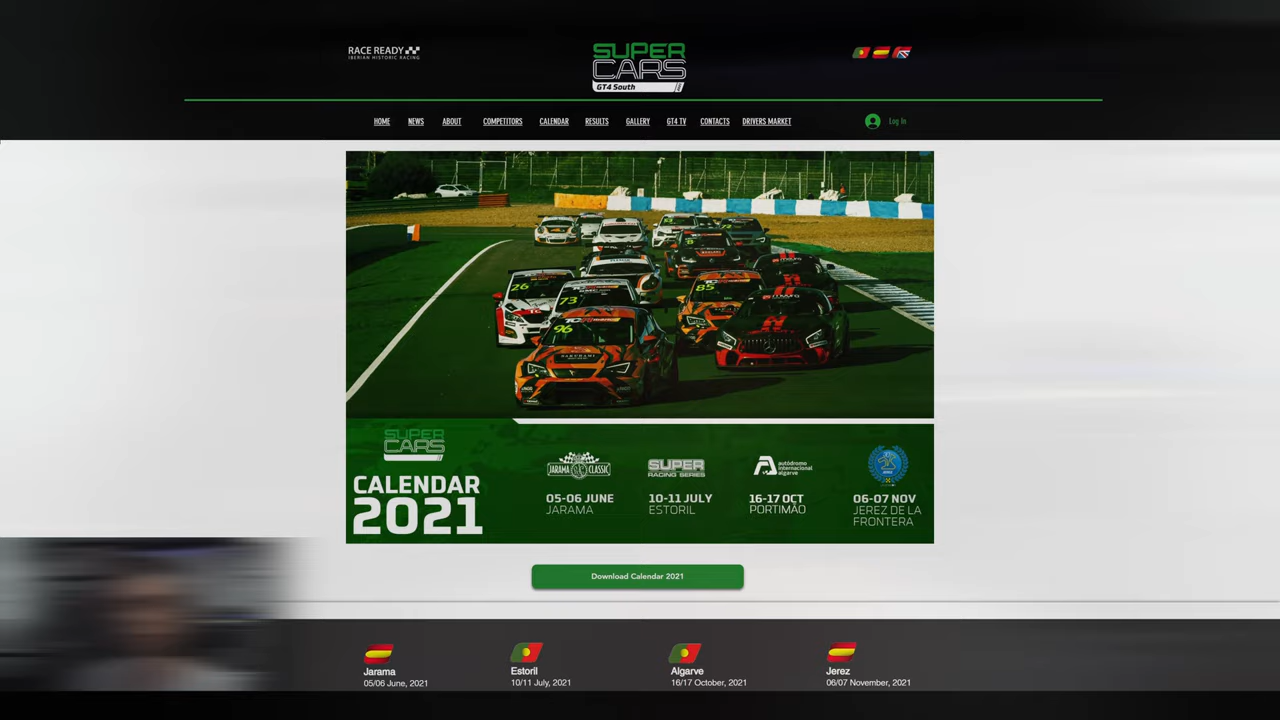 RACE READY
IBERIAN HISTORIC RACING
SUPER
CARS
GT4 South
HOME NEWS ABOUT COMPETITORS CALENDAR RESULTS GALLERY GT4 TV CONTACTS DRIVERS MARKET
Log In
26
73
96
85
SUPER
CARS
CALENDAR
2021
JARAMA CLASSIC
05-06 JUNE
JARAMA
SUPER
RACING SERIES
10-11 JULY
ESTORIL
autódromo
internacional
algarve
16-17 OCT
PORTIMÃO
06-07 NOV
JEREZ DE LA
FRONTERA
Download Calendar 2021
Jarama
05/06 June, 2021
Estoril
10/11 July, 2021
Algarve
16/17 October, 2021
Jerez
06/07 November, 2021